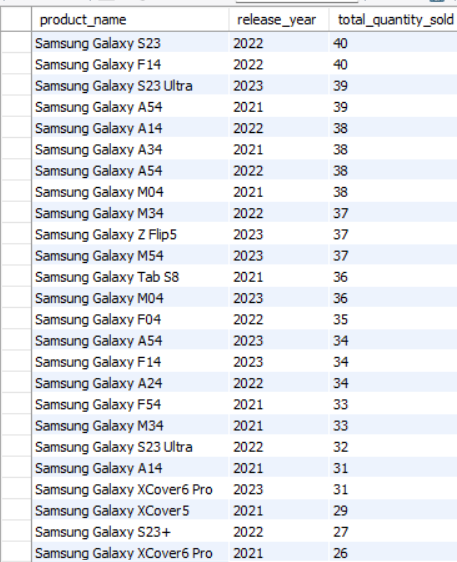 product_name release_year total_quantity_sold
Samsung Galaxy S23 2022 40
Samsung Galaxy F14 2022 40
Samsung Galaxy S23 Ultra 2023 39
Samsung Galaxy A54 2021 39
Samsung Galaxy A14 2022 38
Samsung Galaxy A34 2021 38
Samsung Galaxy A54 2022 38
Samsung Galaxy M04 2021 38
Samsung Galaxy M34 2022 37
Samsung Galaxy Z Flip5 2023 37
Samsung Galaxy M54 2023 37
Samsung Galaxy Tab S8 2021 36
Samsung Galaxy M04 2023 36
Samsung Galaxy F04 2022 35
Samsung Galaxy A54 2023 34
Samsung Galaxy F14 2023 34
Samsung Galaxy A24 2022 34
Samsung Galaxy F54 2021 33
Samsung Galaxy M34 2021 33
Samsung Galaxy S23 Ultra 2022 32
Samsung Galaxy A14 2021 31
Samsung Galaxy XCover6 Pro 2023 31
Samsung Galaxy XCover5 2021 29
Samsung Galaxy S23+ 2022 27
Samsung Galaxy XCover6 Pro 2021 26